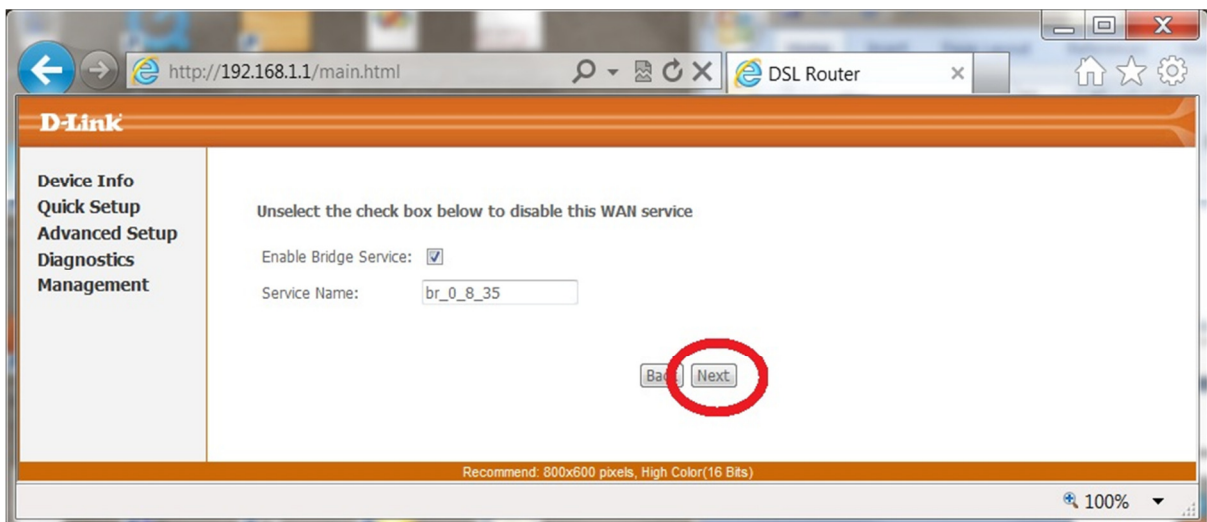 http://192.168.1.1/main.html
DSL Router
D-Link
Device Info
Quick Setup
Advanced Setup
Diagnostics
Management
Unselect the check box below to disable this WAN service
Enable Bridge Service:
Service Name: br_0_8_35
Back Next
Recommend: 800x600 pixels, High Color(16 Bits)
100%